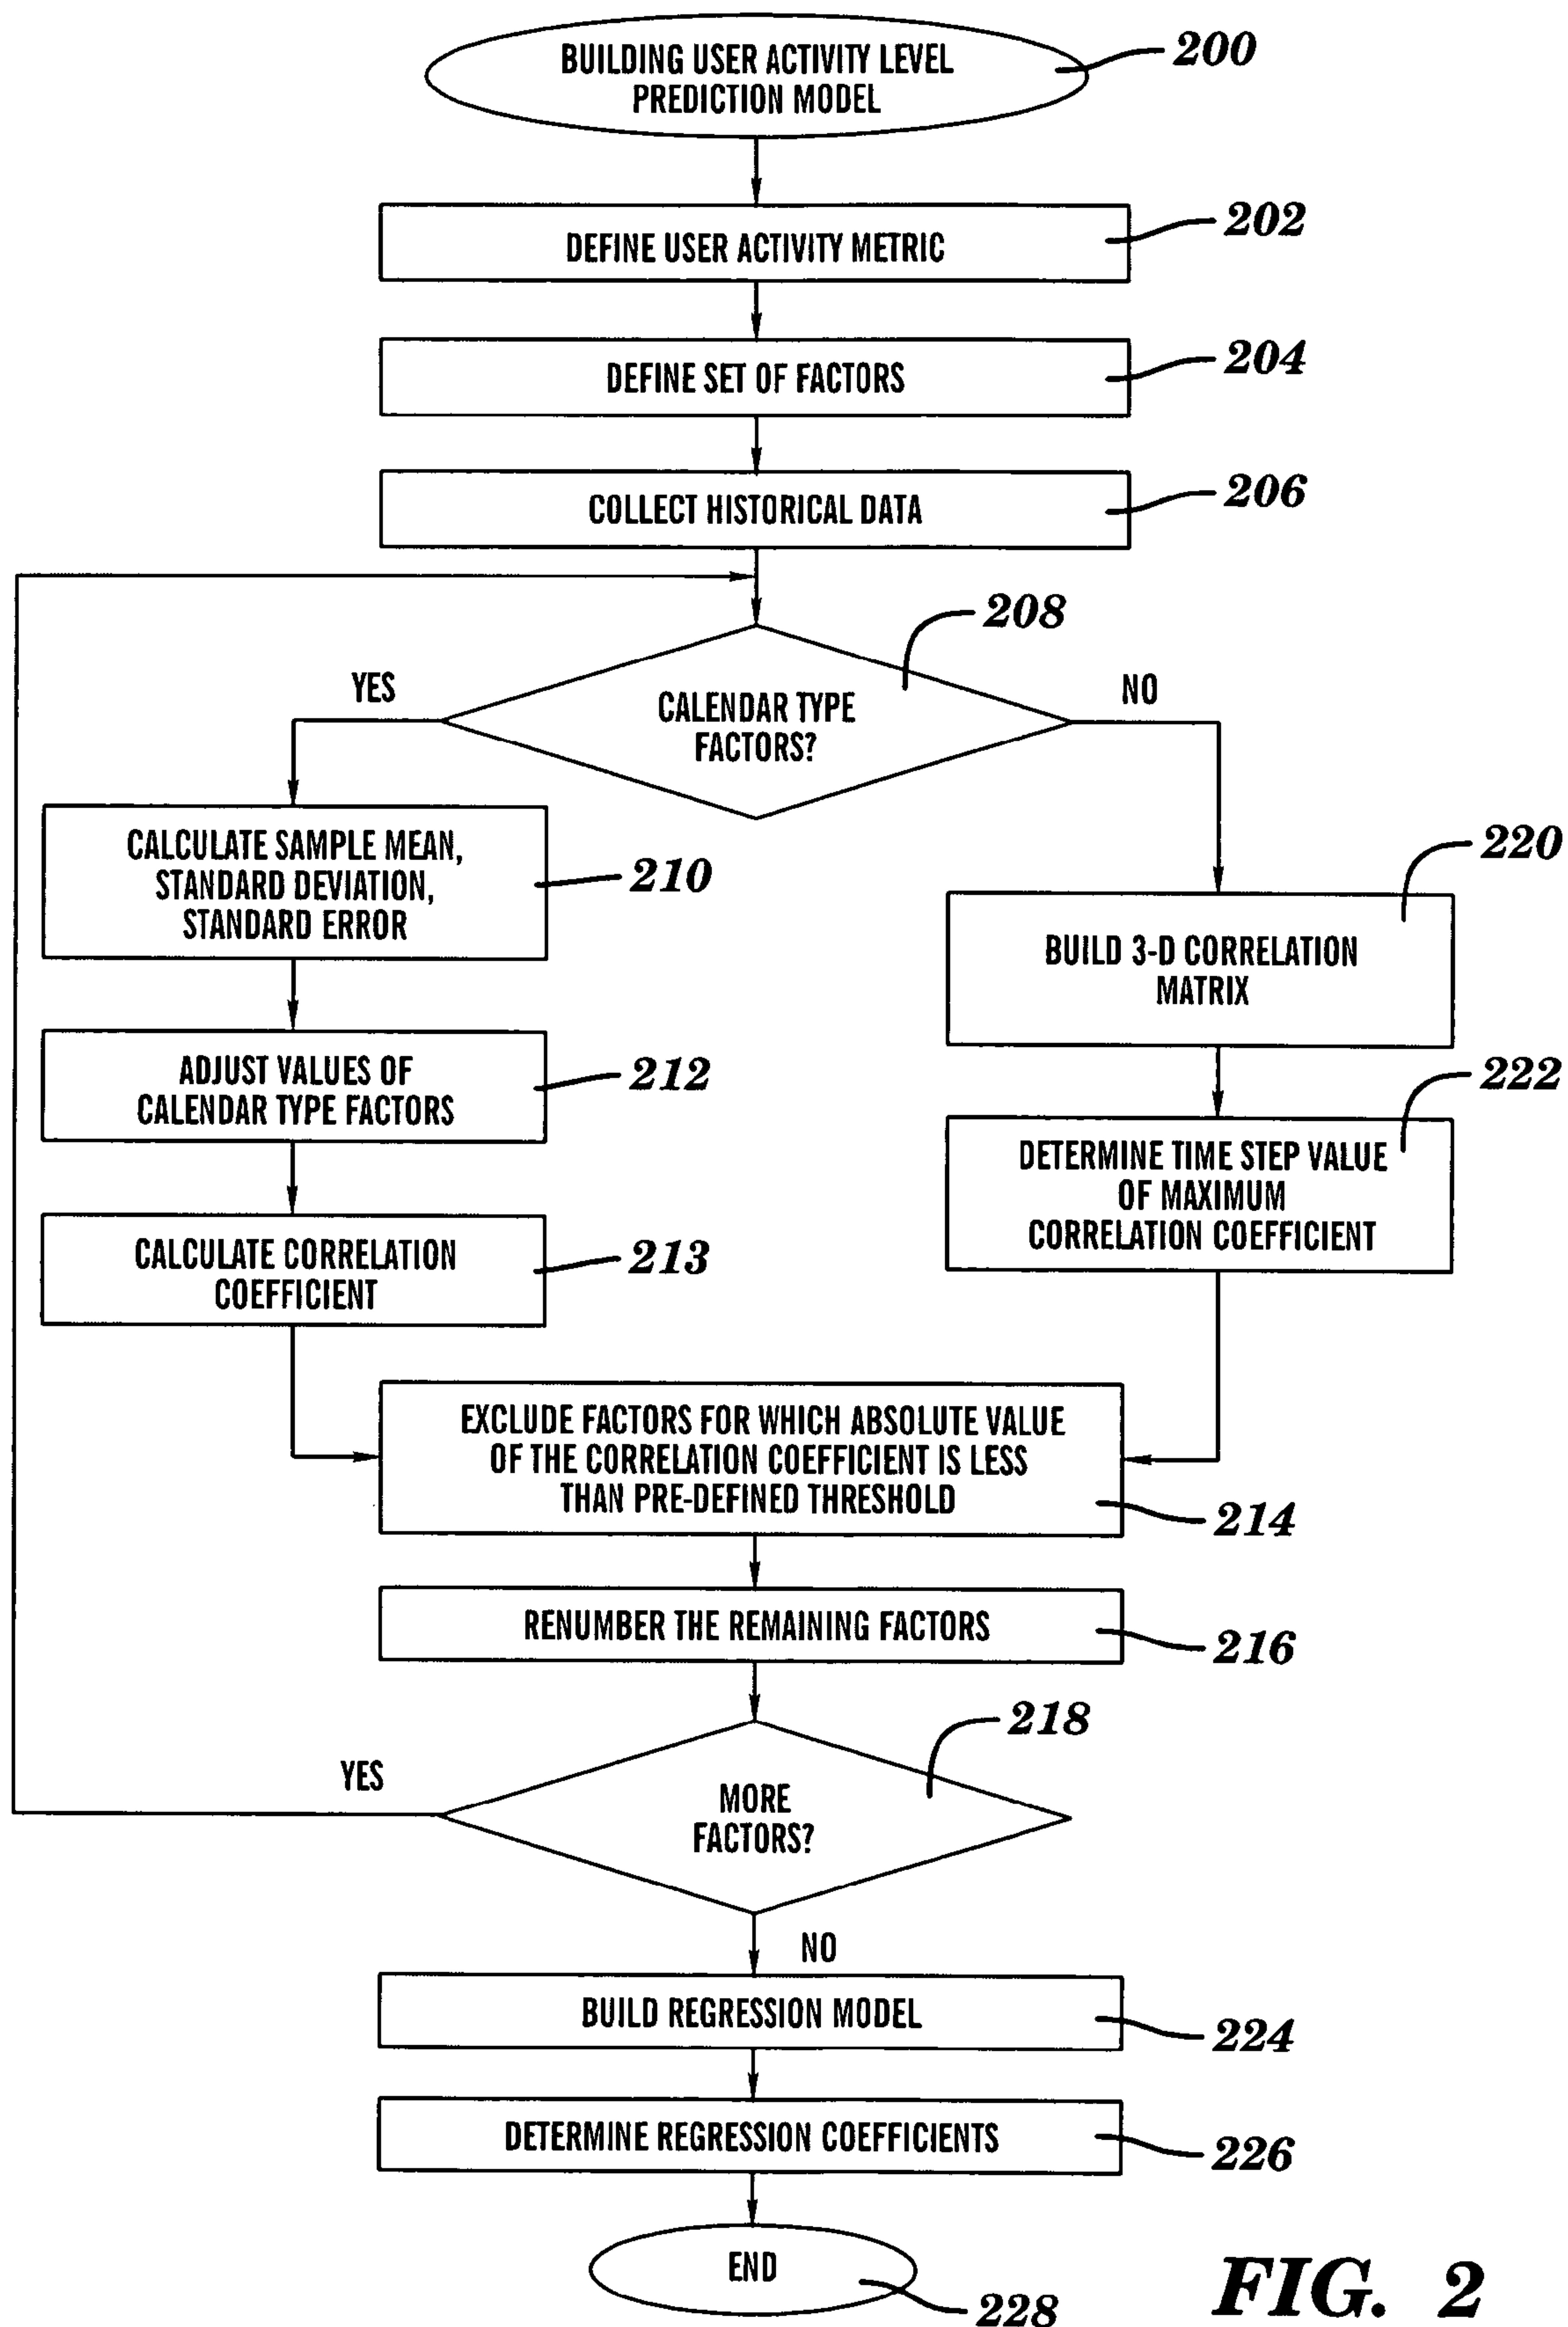 BUILDING USER ACTIVITY LEVEL
PREDICTION MODEL
200
DEFINE USER ACTIVITY METRIC
202
DEFINE SET OF FACTORS
204
COLLECT HISTORICAL DATA
206
208
YES
CALENDAR TYPE
FACTORS?
NO
CALCULATE SAMPLE MEAN,
STANDARD DEVIATION,
STANDARD ERROR
210
220
BUILD 3-D CORRELATION
MATRIX
ADJUST VALUES OF
CALENDAR TYPE FACTORS
212
222
DETERMINE TIME STEP VALUE
OF MAXIMUM
CORRELATION COEFFICIENT
CALCULATE CORRELATION
COEFFICIENT
213
EXCLUDE FACTORS FOR WHICH ABSOLUTE VALUE
OF THE CORRELATION COEFFICIENT IS LESS
THAN PRE-DEFINED THRESHOLD
214
RENUMBER THE REMAINING FACTORS
216
218
YES
MORE
FACTORS?
NO
BUILD REGRESSION MODEL
224
DETERMINE REGRESSION COEFFICIENTS
226
END
228
FIG. 2